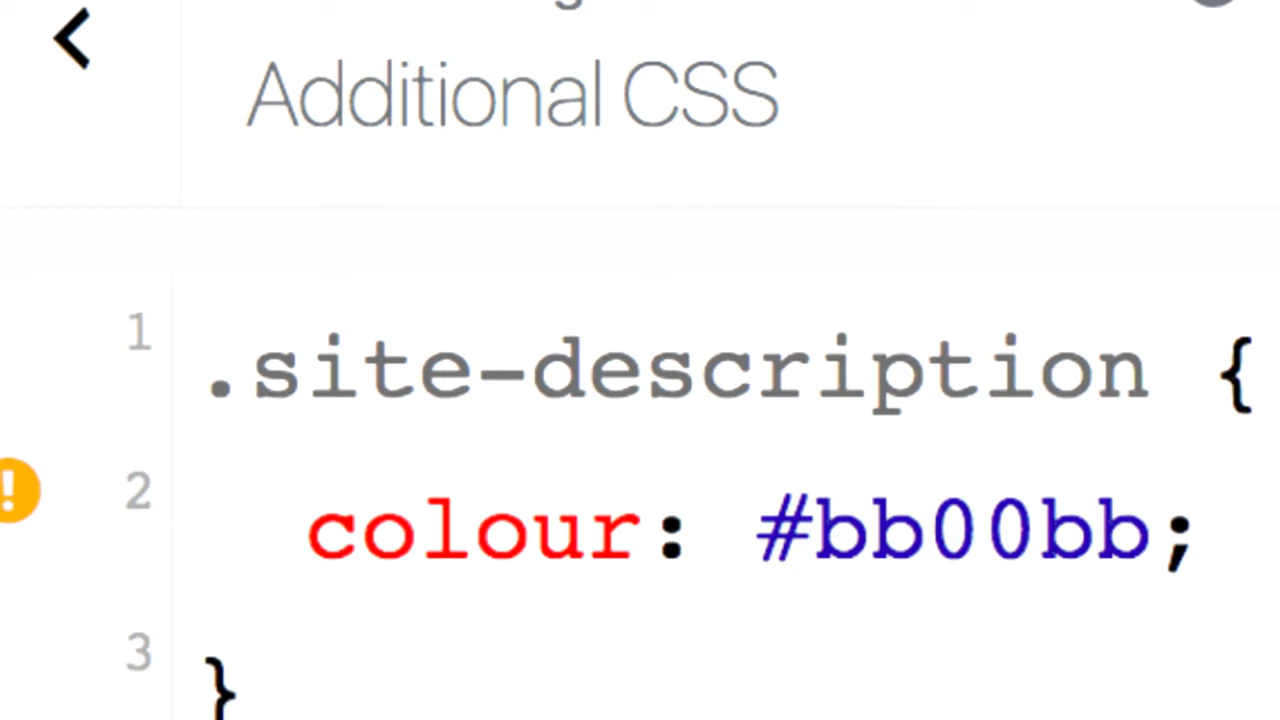 Additional CSS
1 .site-description {
2 colour: #bb00bb;
3 }